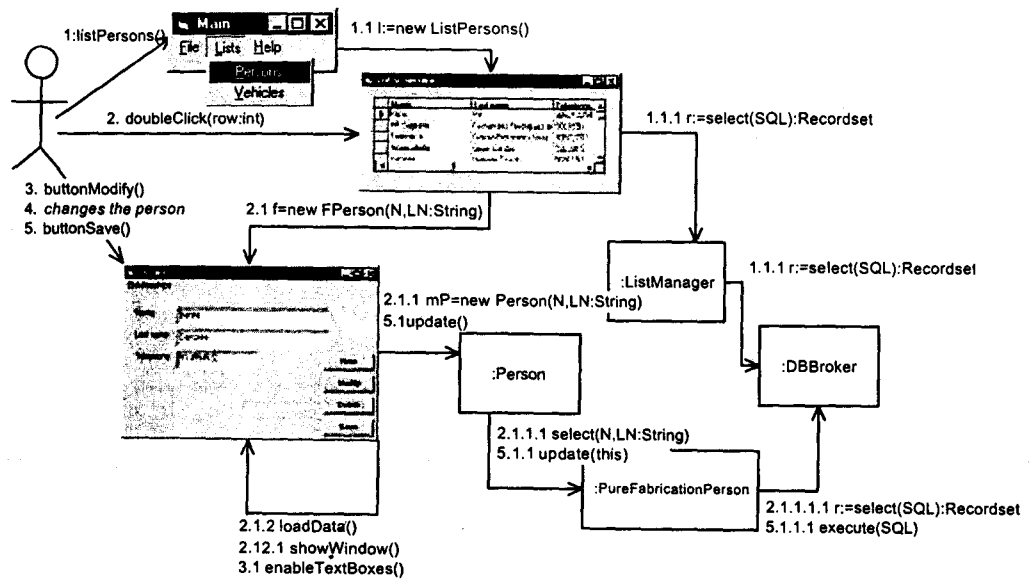 Main
1:listPersons()
1.1 l:=new ListPersons()
File Lists Help
Persons
Vehicles
2. doubleClick(row:int)
1.1.1 r:=select(SQL):Recordset
3. buttonModify()
4. changes the person
5. buttonSave()
2.1 f=new FPerson(N,LN:String)
:ListManager
1.1.1 r:=select(SQL):Recordset
2.1.1 mP=new Person(N,LN:String)
5.1update()
:Person
:DBBroker
2.1.1.1 select(N,LN:String)
5.1.1 update(this)
:PureFabricationPerson
2.1.1.1.1 r:=select(SQL):Recordset
5.1.1.1 execute(SQL)
2.1.2 loadData()
2.12.1 showWindow()
3.1 enableTextBoxes()